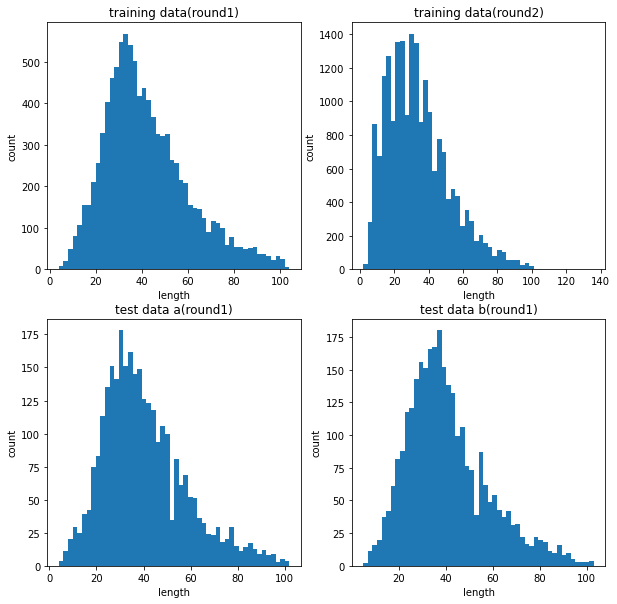 training data(round1)
count
500
400
300
200
100
0
0 20 40 60 80 100
length
training data(round2)
count
1400
1200
1000
800
600
400
200
0
0 20 40 60 80 100 120 140
length
test data a(round1)
count
175
150
125
100
75
50
25
0
0 20 40 60 80 100
length
test data b(round1)
count
175
150
125
100
75
50
25
0
20 40 60 80 100
length